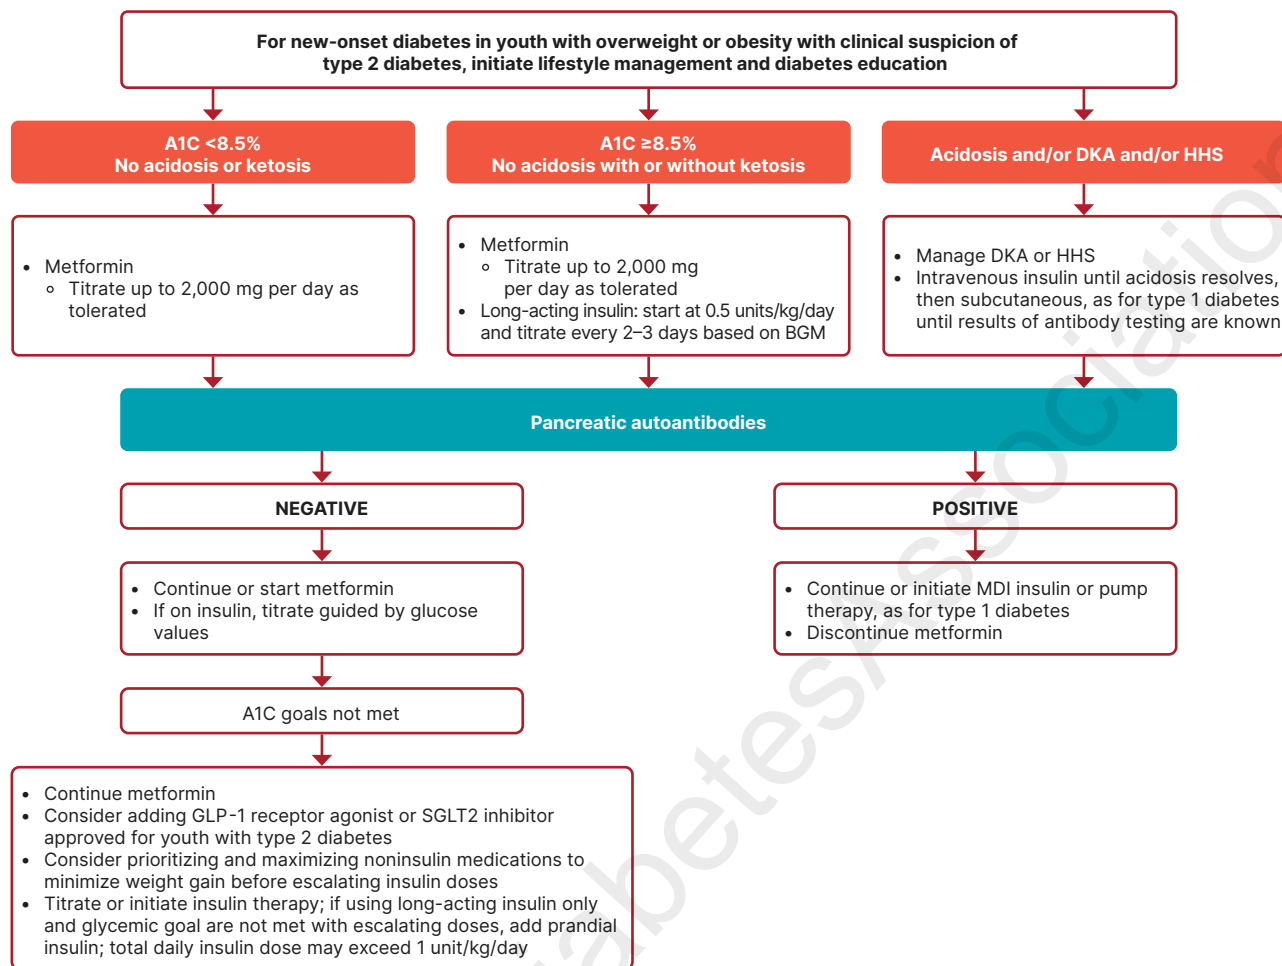 For new-onset diabetes in youth with overweight or obesity with clinical suspicion of
type 2 diabetes, initiate lifestyle management and diabetes education
A1C <8.5%
No acidosis or ketosis
A1C ≥8.5%
No acidosis with or without ketosis
Acidosis and/or DKA and/or HHS
• Metformin
◦ Titrate up to 2,000 mg per day as
tolerated
• Metformin
◦ Titrate up to 2,000 mg
per day as tolerated
• Long-acting insulin: start at 0.5 units/kg/day
and titrate every 2–3 days based on BGM
• Manage DKA or HHS
• Intravenous insulin until acidosis resolves,
then subcutaneous, as for type 1 diabetes
until results of antibody testing are known
Pancreatic autoantibodies
NEGATIVE
POSITIVE
• Continue or start metformin
• If on insulin, titrate guided by glucose
values
• Continue or initiate MDI insulin or pump
therapy, as for type 1 diabetes
• Discontinue metformin
A1C goals not met
• Continue metformin
• Consider adding GLP-1 receptor agonist or SGLT2 inhibitor
approved for youth with type 2 diabetes
• Consider prioritizing and maximizing noninsulin medications to
minimize weight gain before escalating insulin doses
• Titrate or initiate insulin therapy; if using long-acting insulin only
and glycemic goal are not met with escalating doses, add prandial
insulin; total daily insulin dose may exceed 1 unit/kg/day
iabetesAssociation